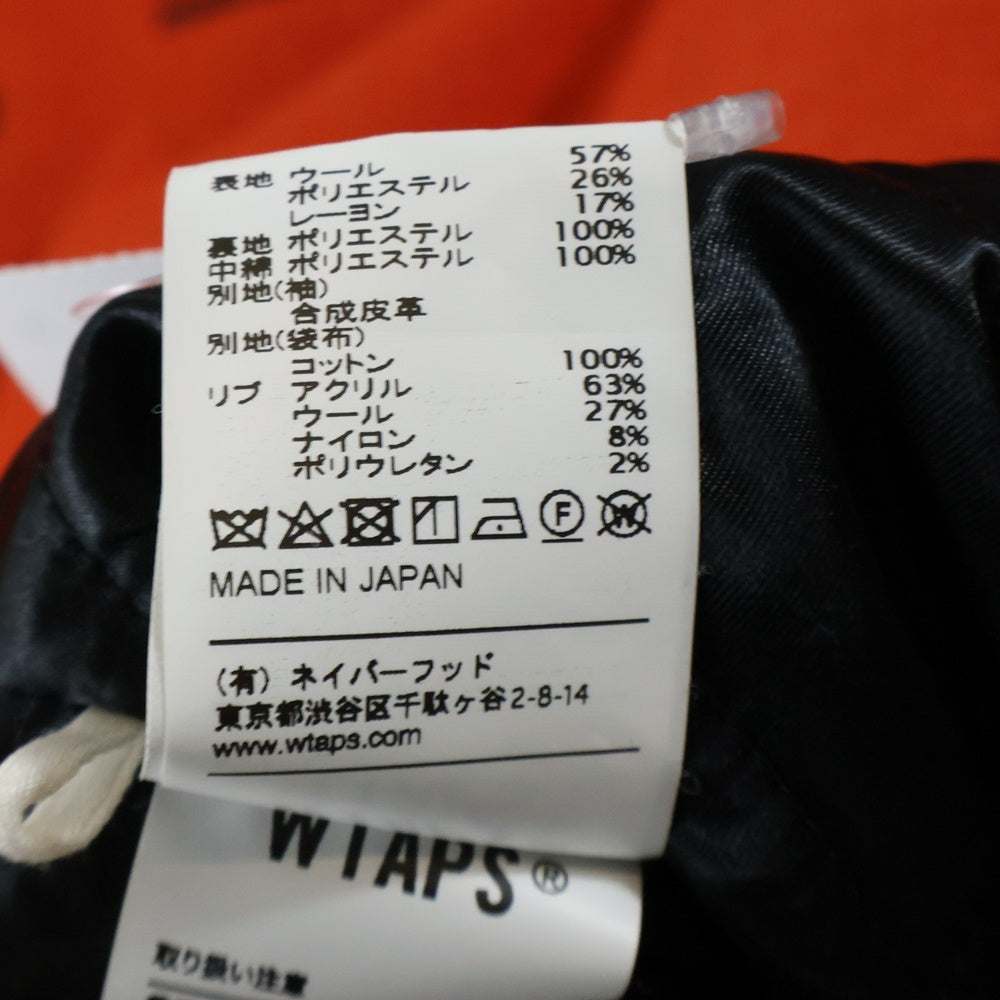 表地 ウール 57%
ポリエステル 26%
レーヨン 17%
裏地 ポリエステル 100%
中綿 ポリエステル 100%
別地(袖)
合成皮革
別地(袋布)
コットン 100%
リブ アクリル 63%
ウール 27%
ナイロン 8%
ポリウレタン 2%
F W
MADE IN JAPAN
(有) ネイバーフッド
東京都渋谷区千駄ヶ谷2-8-14
www.wtaps.com
WTAPS®
取り扱い注意